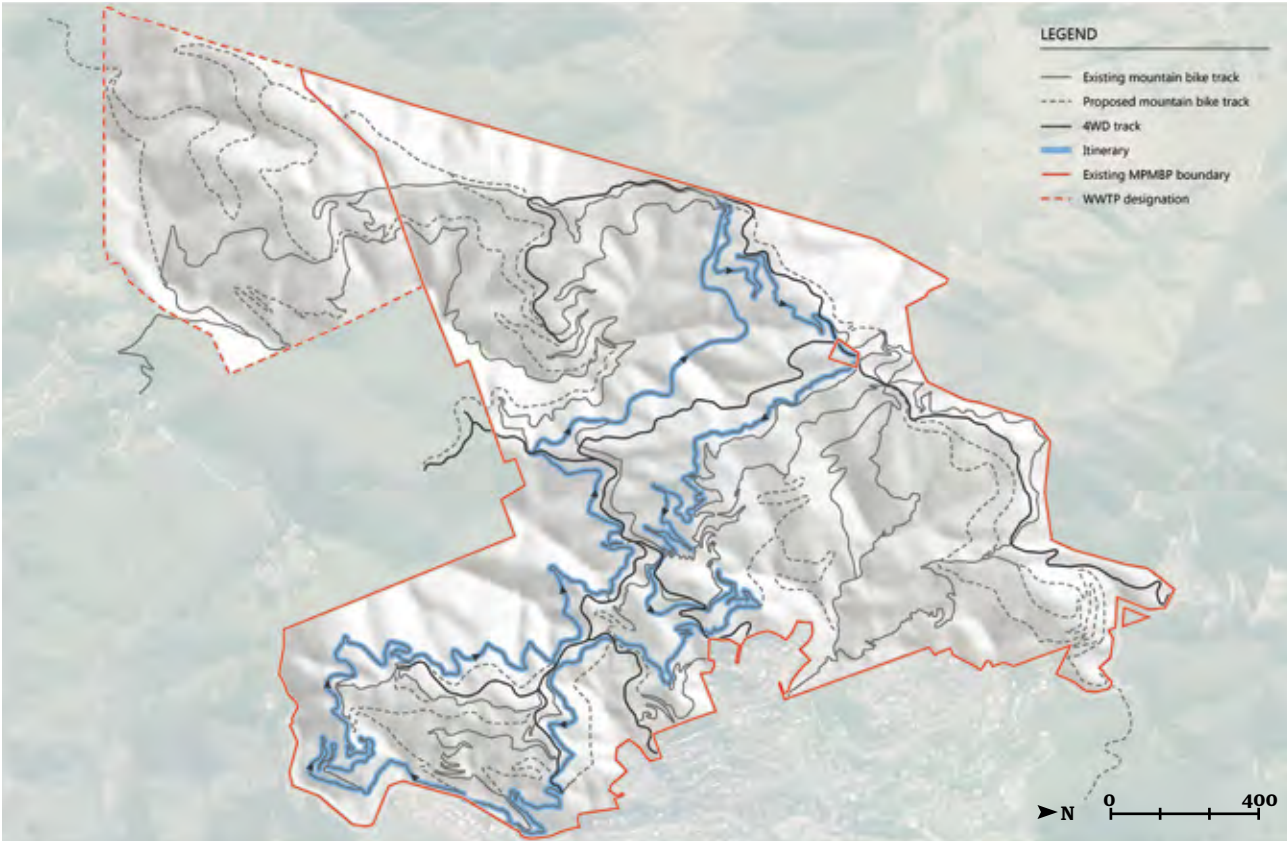 LEGEND
Existing mountain bike track
Proposed mountain bike track
4WD track
Itinerary
Existing MPMBP boundary
WWTP designation
N
0 400